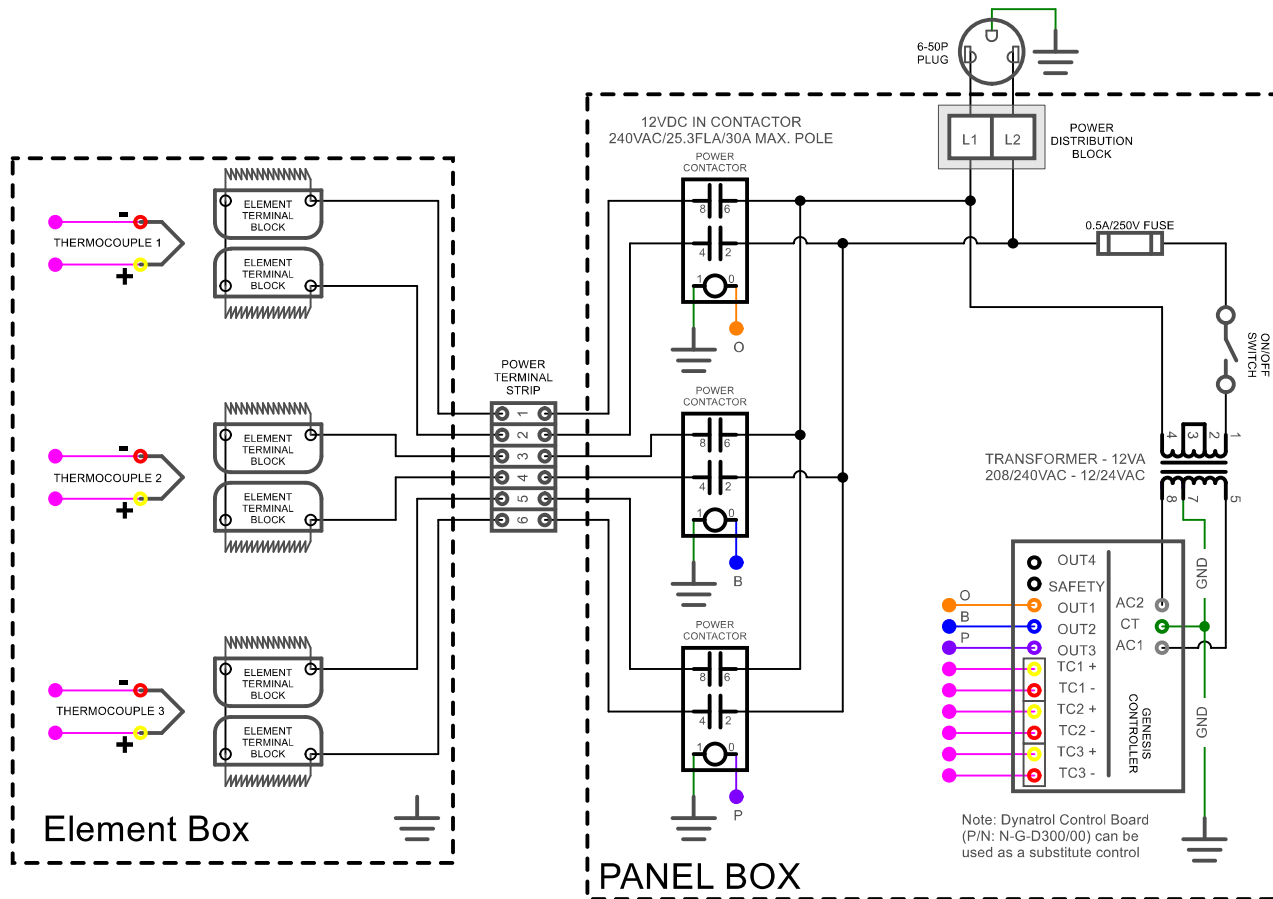 6-50P
PLUG
L1 L2
POWER
DISTRIBUTION
BLOCK
12VDC IN CONTACTOR
240VAC/25.3FLA/30A MAX. POLE
POWER
CONTACTOR
8 6
4 2
1 0
O
0.5A/250V FUSE
ON/OFF
SWITCH
ELEMENT
TERMINAL
BLOCK
ELEMENT
TERMINAL
BLOCK
-
THERMOCOUPLE 1
+
POWER
TERMINAL
STRIP
1
2
3
4
5
6
POWER
CONTACTOR
8 6
4 2
1 0
B
ELEMENT
TERMINAL
BLOCK
ELEMENT
TERMINAL
BLOCK
-
THERMOCOUPLE 2
+
TRANSFORMER - 12VA
208/240VAC - 12/24VAC
4 3 2 1
8 7 5
POWER
CONTACTOR
8 6
4 2
1 0
P
ELEMENT
TERMINAL
BLOCK
ELEMENT
TERMINAL
BLOCK
-
THERMOCOUPLE 3
+
OUT4
SAFETY
O OUT1
B OUT2
P OUT3
TC1 +
TC1 -
TC2 +
TC2 -
TC3 +
TC3 -
AC2
CT
AC1
GENESIS
CONTROLLER
GND
GND
Note: Dynatrol Control Board
(P/N: N-G-D300/00) can be
used as a substitute control
Element Box
PANEL BOX